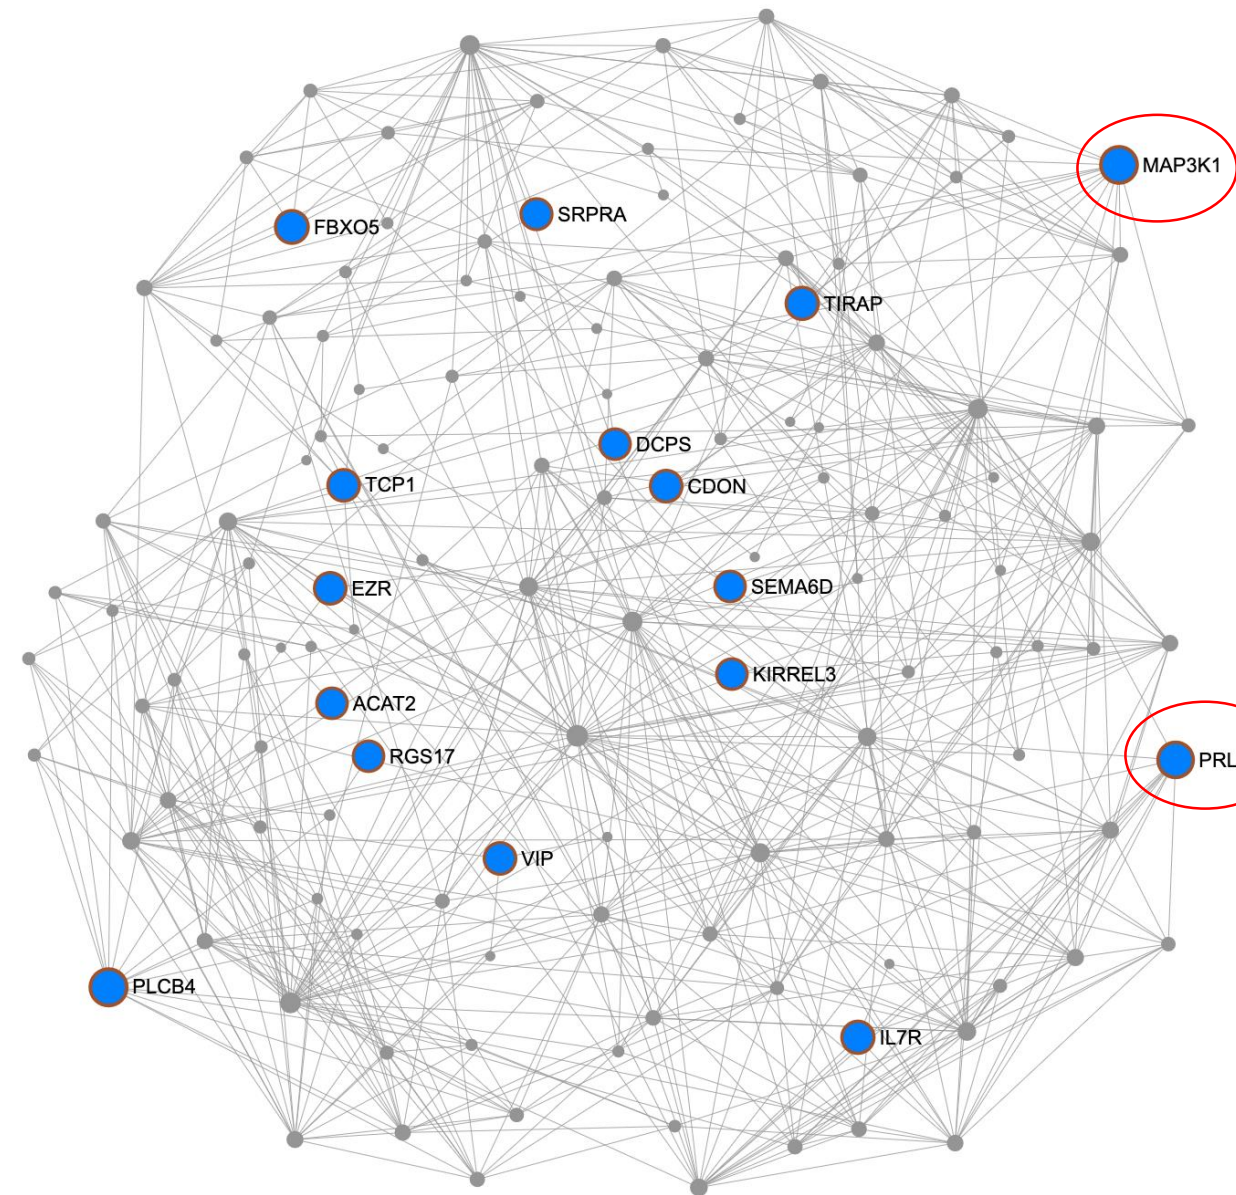 MAP3K1
FBXO5
SRPRA
TIRAP
DCPS
TCP1
CDON
EZR
SEMA6D
KIRREL3
ACAT2
RGS17
PRL
VIP
PLCB4
IL7R